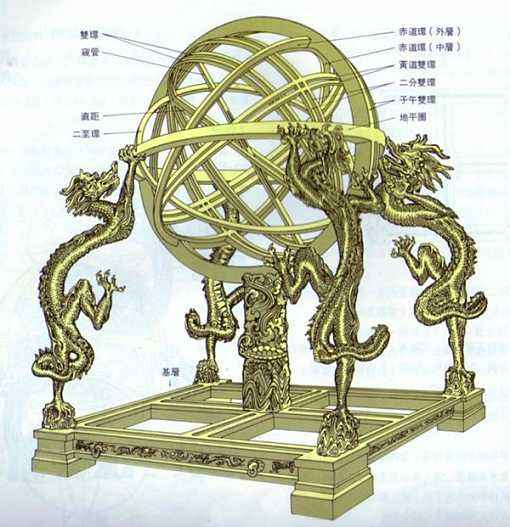 雙環
窺管
直距
二至環
赤道環（外層）
赤道環（中層）
黃道雙環
二分雙環
子午雙環
地平圈
基層